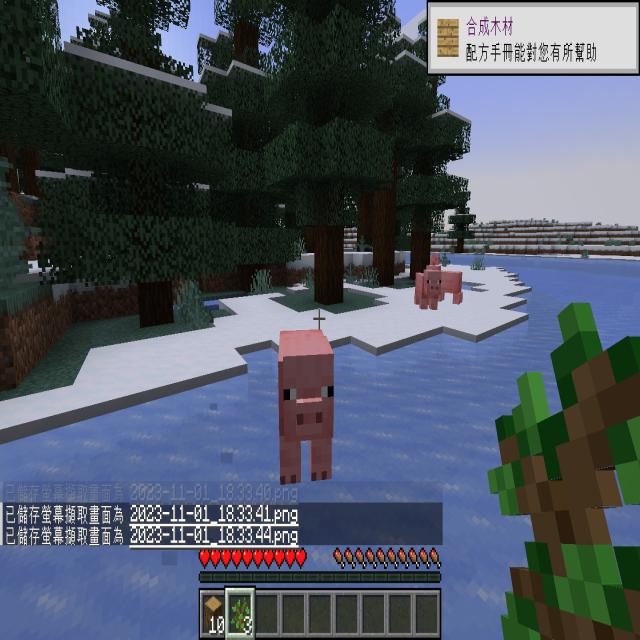 合成木材
配方手冊能對您有所幫助
已儲存螢幕擷取畫面為 2023-11-01_18.33.40.png
已儲存螢幕擷取畫面為 2023-11-01_18.33.41.png
已儲存螢幕擷取畫面為 2023-11-01_18.33.44.png
10
3